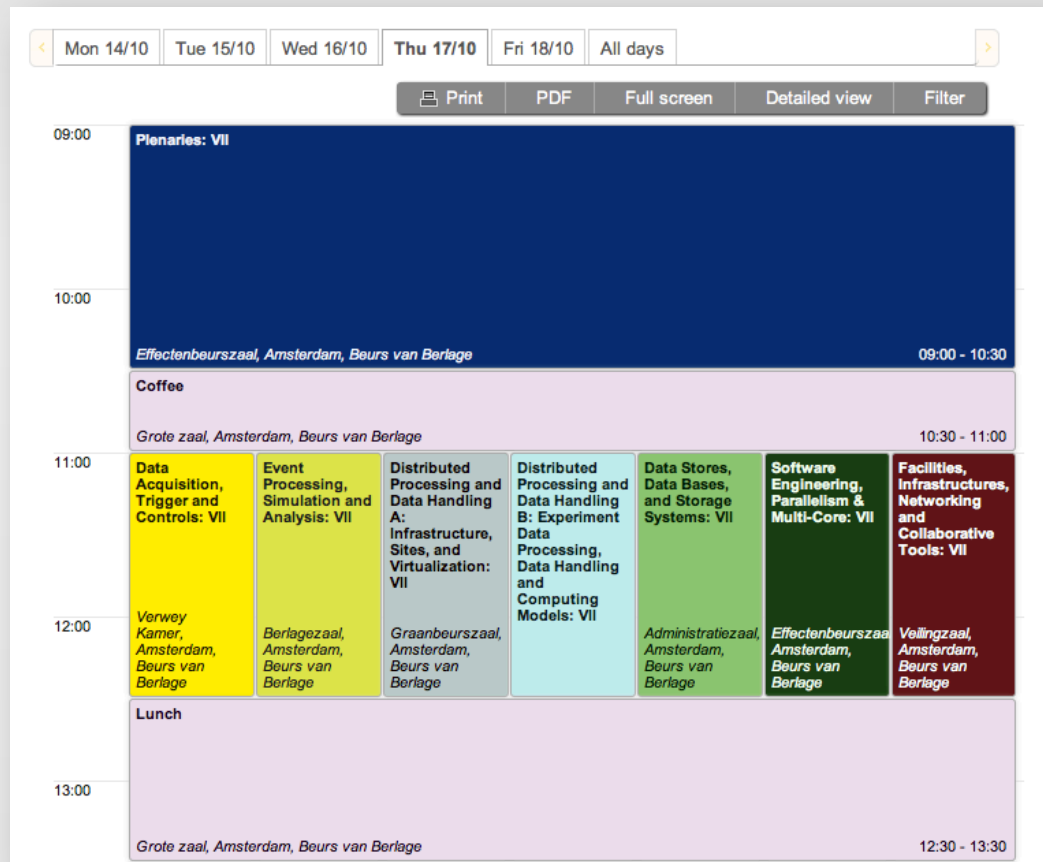 Mon 14/10 Tue 15/10 Wed 16/10 Thu 17/10 Fri 18/10 All days
Print PDF Full screen Detailed view Filter
09:00
Plenaries: VII
10:00
Effectenbeurszaal, Amsterdam, Beurs van Berlage 09:00 - 10:30
Coffee
Grote zaal, Amsterdam, Beurs van Berlage 10:30 - 11:00
11:00
Data
Acquisition,
Trigger and
Controls: VII
Verwey
Kamer,
Amsterdam,
Beurs van
Berlage
Event
Processing,
Simulation and
Analysis: VII
Berlagezaal,
Amsterdam,
Beurs van
Berlage
Distributed
Processing and
Data Handling
A:
Infrastructure,
Sites, and
Virtualization:
VII
Graanbeurszaal,
Amsterdam,
Beurs van
Berlage
Distributed
Processing and
Data Handling
B: Experiment
Data
Processing,
Data Handling
and
Computing
Models: VII
Data Stores,
Data Bases,
and Storage
Systems: VII
Administratiezaal,
Amsterdam,
Beurs van
Berlage
Software
Engineering,
Parallelism &
Multi-Core: VII
Effectenbeurszaa
Amsterdam,
Beurs van
Berlage
Facilities,
Infrastructures,
Networking
and
Collaborative
Tools: VII
Veilingzaal,
Amsterdam,
Beurs van
Berlage
12:00
Lunch
13:00
Grote zaal, Amsterdam, Beurs van Berlage 12:30 - 13:30